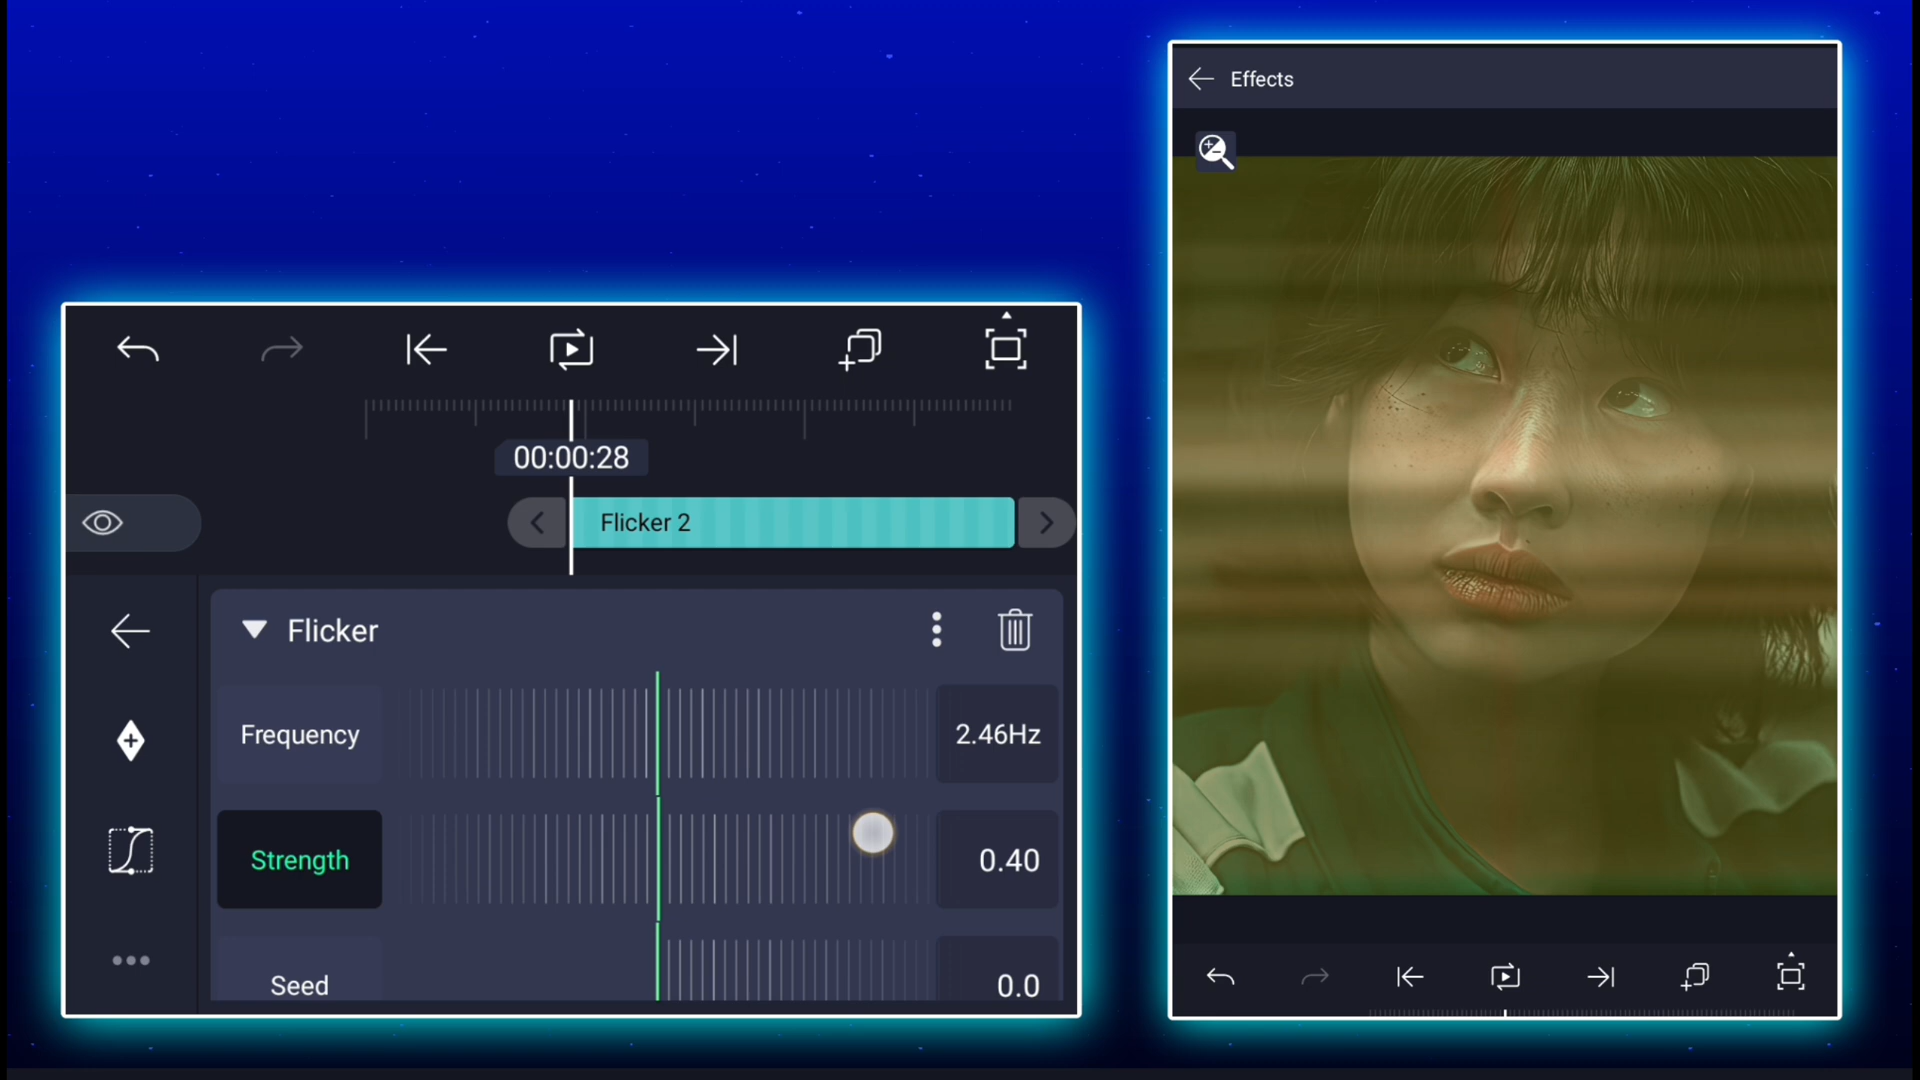 Effects
00:00:28
Flicker 2
Flicker
Frequency
2.46Hz
Strength
0.40
Seed
0.0